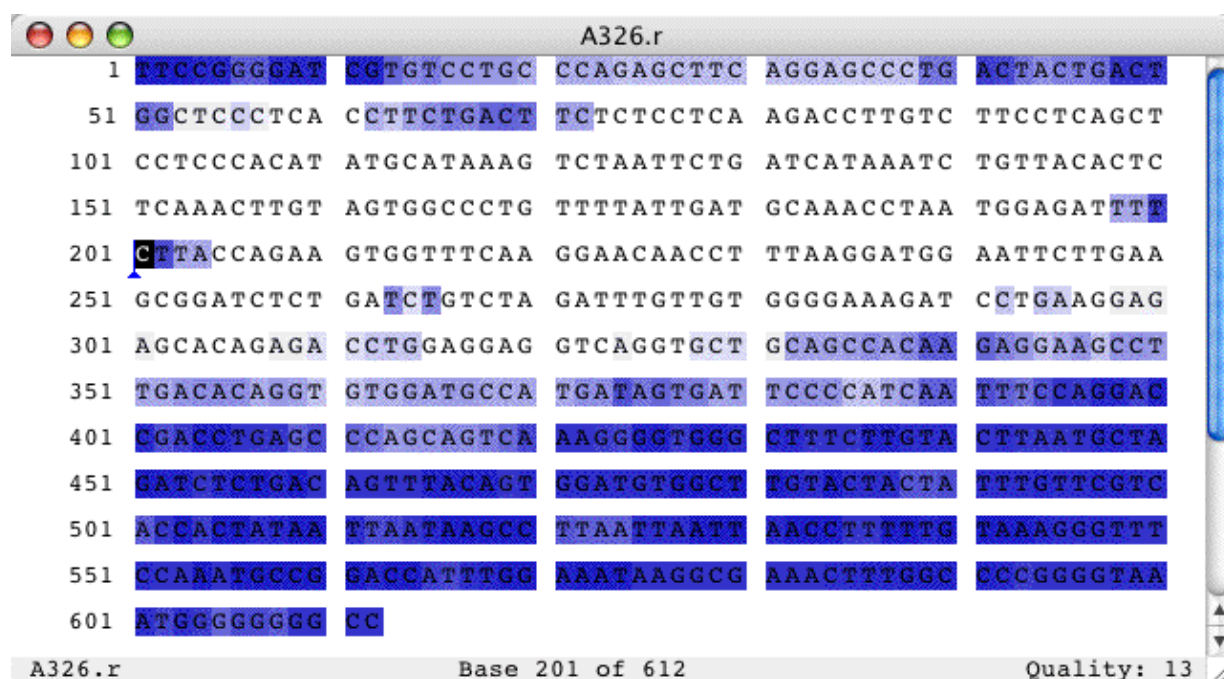 A326.r
1 TTCCGGGGAT CGTGTCCTGC CCAGAGCTTC AGGAGCCCTG ACTACTGACT
51 GGCTCCCTCA CCTTCTGACT TCTCTCCTCA AGACCTTGTC TTCCTCAGCT
101 CCTCCCACAT ATGCATAAAG TCTAATTCTG ATCATAAATC TGTTACACTC
151 TCAAACTTGT AGTGGCCCTG TTTTATTGAT GCAAACCTAA TGGAGATTTT
201 CTTACCAGAA GTGGTTTCAA GGAACAACCT TTAAGGATGG AATTCTTGAA
251 GCGGATCTCT GATCTGTCTA GATTTGTTGT GGGGAAAGAT CCTGAAGGAG
301 AGCACAGAGA CCTGGAGGAG GTCAGGTGCT GCAGCCACAA GAGGAAGCCT
351 TGACACAGGT GTGGATGCCA TGATAGTGAT TCCCCATCAA TTTCCAGGAC
401 CGACCTGAGC CCAGCAGTCA AAGGGGTGGG CTTTCTTGTA CTTAATGCTA
451 GATCTCTGAC AGTTTACAGT GGATGTGGCT TGTACTACTA TTTGTTCGTC
501 ACCACTATAA TTAATAAGCC TTAATTAATT AACCTTTTTG TAAAGGGTTT
551 CCAAATGCCG GACCATTTGG AAATAAGGCG AAACTTTGGC CCCGGGGTAA
601 ATGGGGGGGG CC
A326.r Base 201 of 612 Quality: 13